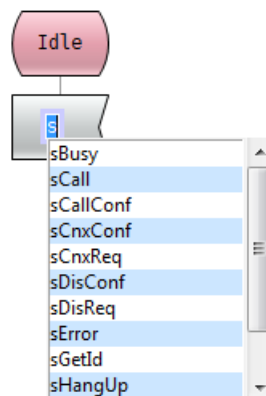 Idle
s
sBusy
sCall
sCallConf
sCnxConf
sCnxReq
sDisConf
sDisReq
sError
sGetId
sHangUp